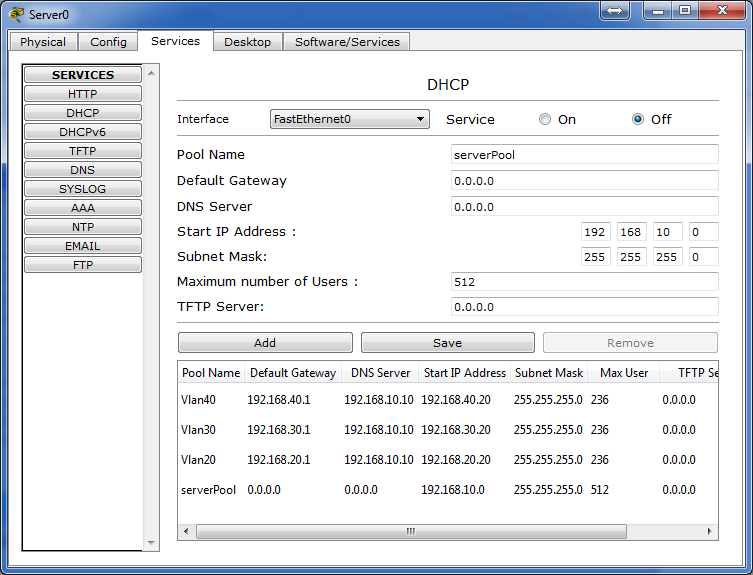 Server0
Physical Config Services Desktop Software/Services
SERVICES
HTTP
DHCP
DHCPv6
TFTP
DNS
SYSLOG
AAA
NTP
EMAIL
FTP
DHCP
Interface FastEthernet0 Service On Off
Pool Name serverPool
Default Gateway 0.0.0.0
DNS Server 0.0.0.0
Start IP Address : 192 168 10 0
Subnet Mask: 255 255 255 0
Maximum number of Users : 512
TFTP Server: 0.0.0.0
Add Save Remove
Pool Name Default Gateway DNS Server Start IP Address Subnet Mask Max User TFTP Se
Vlan40 192.168.40.1 192.168.10.10 192.168.40.20 255.255.255.0 236 0.0.0.0
Vlan30 192.168.30.1 192.168.10.10 192.168.30.20 255.255.255.0 236 0.0.0.0
Vlan20 192.168.20.1 192.168.10.10 192.168.20.20 255.255.255.0 236 0.0.0.0
serverPool 0.0.0.0 0.0.0.0 192.168.10.0 255.255.255.0 512 0.0.0.0